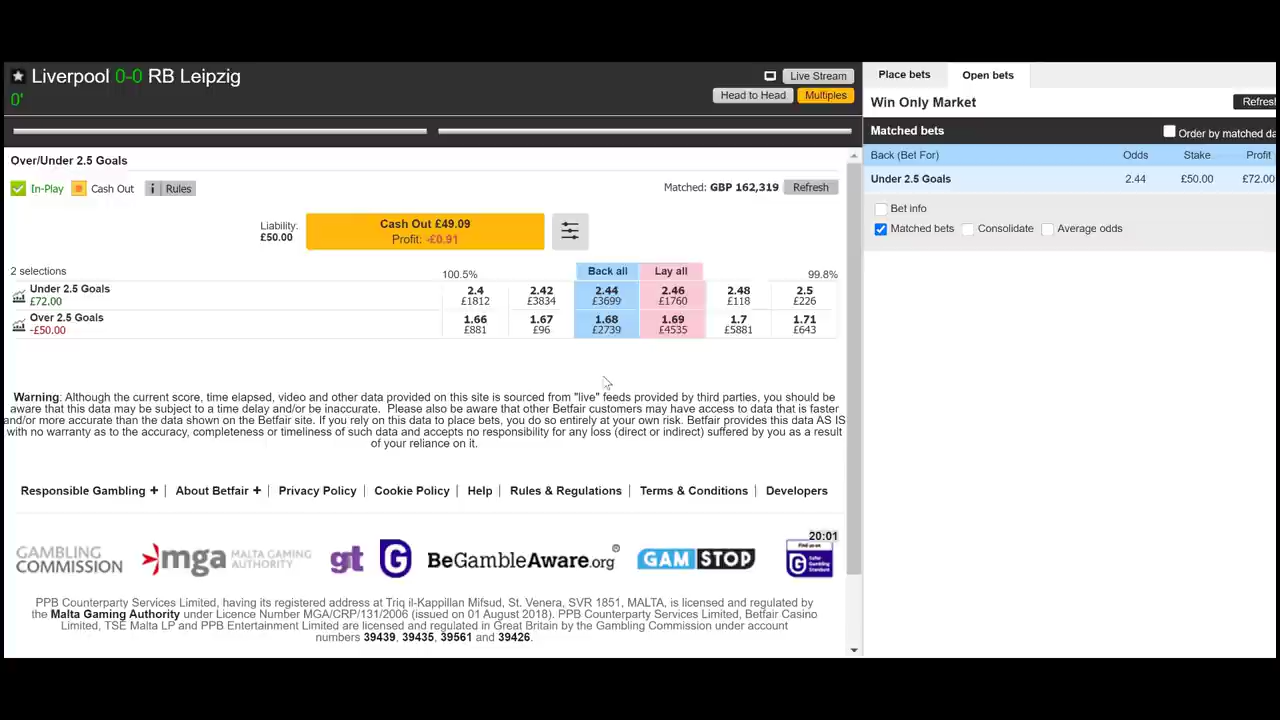 Liverpool 0-0 RB Leipzig
0'
Live Stream
Head to Head
Multiples
Over/Under 2.5 Goals
In-Play
Cash Out
i
Rules
Matched: GBP 162,319
Refresh
Liability:
£50.00
Cash Out £49.09
Profit: -£0.91
2 selections
100.5%
Back all
Lay all
99.8%
Under 2.5 Goals
£72.00
2.4 2.42 2.44 2.46 2.48 2.5
£1812 £3834 £3699 £1760 £118 £226
Over 2.5 Goals
-£50.00
1.66 1.67 1.68 1.69 1.7 1.71
£881 £96 £2739 £4535 £5881 £643
Warning: Although the current score, time elapsed, video and other data provided on this site is sourced from "live" feeds provided by third parties, you should be
aware that this data may be subject to a time delay and/or be inaccurate. Please also be aware that other Betfair customers may have access to data that is faster
and/or more accurate than the data shown on the Betfair site. If you rely on this data to place bets, you do so entirely at your own risk. Betfair provides this data AS IS
with no warranty as to the accuracy, completeness or timeliness of such data and accepts no responsibility for any loss (direct or indirect) suffered by you as a result
of your reliance on it.
Responsible Gambling + | About Betfair + | Privacy Policy | Cookie Policy | Help | Rules & Regulations | Terms & Conditions | Developers
20:01
GAMBLING
COMMISSION
mga MALTA GAMING
AUTHORITY
gt
G
BeGambleAware.org®
GAMSTOP
G
PPB Counterparty Services Limited, having its registered address at Triq il-Kappillan Mifsud, St. Venera, SVR 1851, MALTA, is licensed and regulated by
the Malta Gaming Authority under Licence Number MGA/CRP/131/2006 (issued on 01 August 2018). PPB Counterparty Services Limited, Betfair Casino
Limited, TSE Malta LP and PPB Entertainment Limited are licensed and regulated in Great Britain by the Gambling Commission under account
numbers 39439, 39435, 39561 and 39426.
Place bets
Open bets
Win Only Market
Refresh
Matched bets
Order by matched da
Back (Bet For) Odds Stake Profit
Under 2.5 Goals 2.44 £50.00 £72.00
Bet info
Matched bets
Consolidate
Average odds